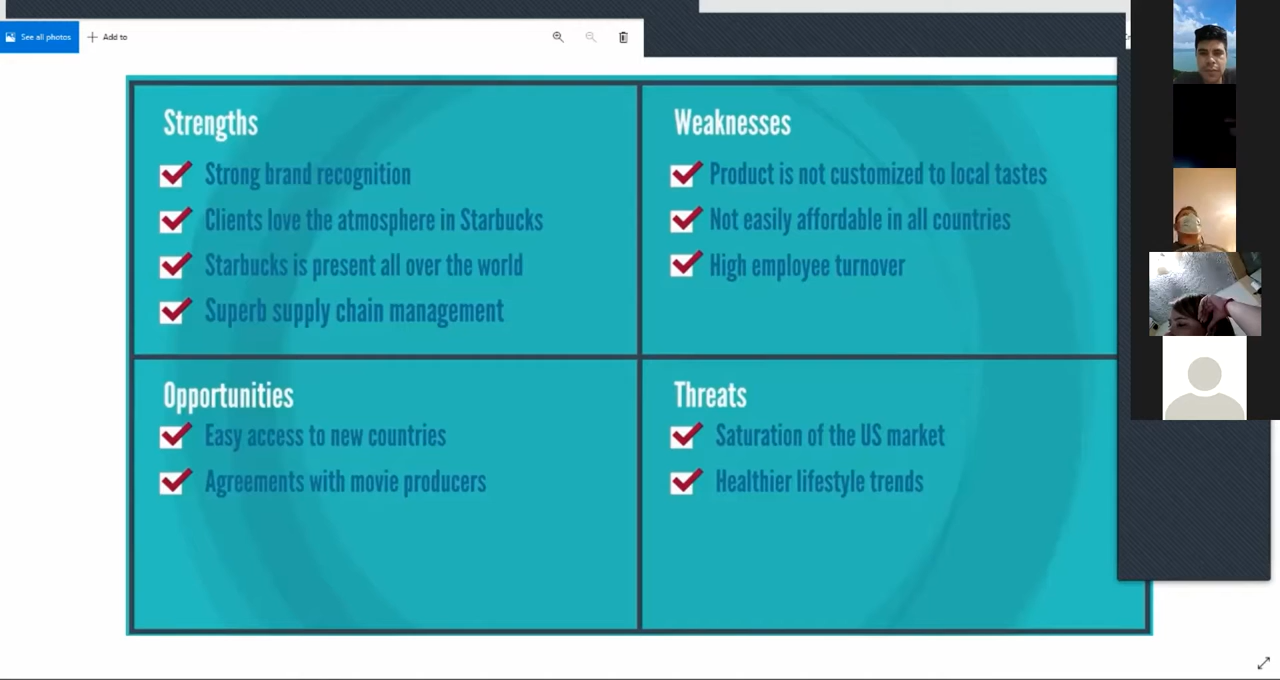 See all photos
Add to
Strengths
Strong brand recognition
Clients love the atmosphere in Starbucks
Starbucks is present all over the world
Superb supply chain management
Weaknesses
Product is not customized to local tastes
Not easily affordable in all countries
High employee turnover
Opportunities
Easy access to new countries
Agreements with movie producers
Threats
Saturation of the US market
Healthier lifestyle trends